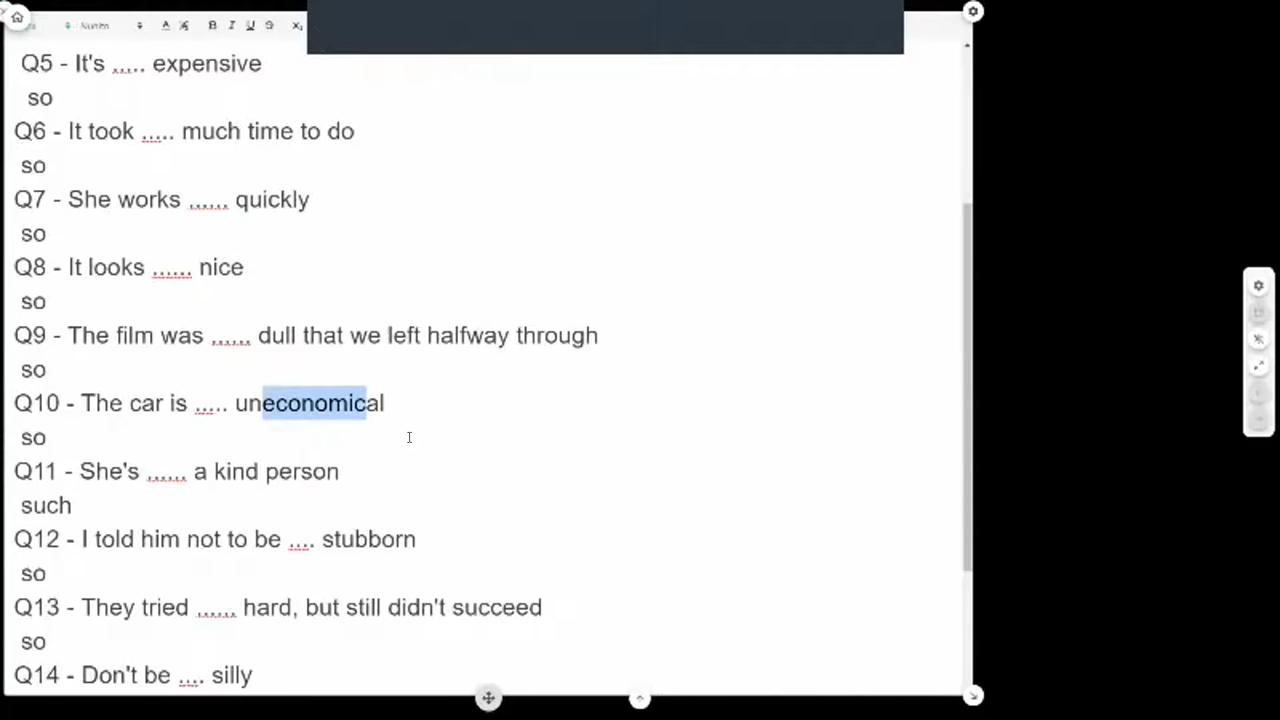 Nunito
B I U S X₁
Q5 - It's ..... expensive
so
Q6 - It took ..... much time to do
so
Q7 - She works ...... quickly
so
Q8 - It looks ...... nice
so
Q9 - The film was ...... dull that we left halfway through
so
Q10 - The car is ..... uneconomical
so
Q11 - She's ...... a kind person
such
Q12 - I told him not to be .... stubborn
so
Q13 - They tried ...... hard, but still didn't succeed
so
Q14 - Don't be .... silly